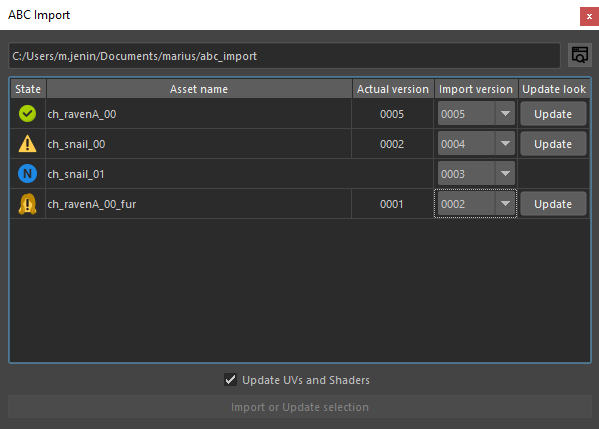 ABC Import
x
C:/Users/m.jenin/Documents/marius/abc_import
State Asset name Actual version Import version Update look
ch_ravenA_00 0005 0005 Update
ch_snail_00 0002 0004 Update
N ch_snail_01 0003
ch_ravenA_00_fur 0001 0002 Update
Update UVs and Shaders
Import or Update selection